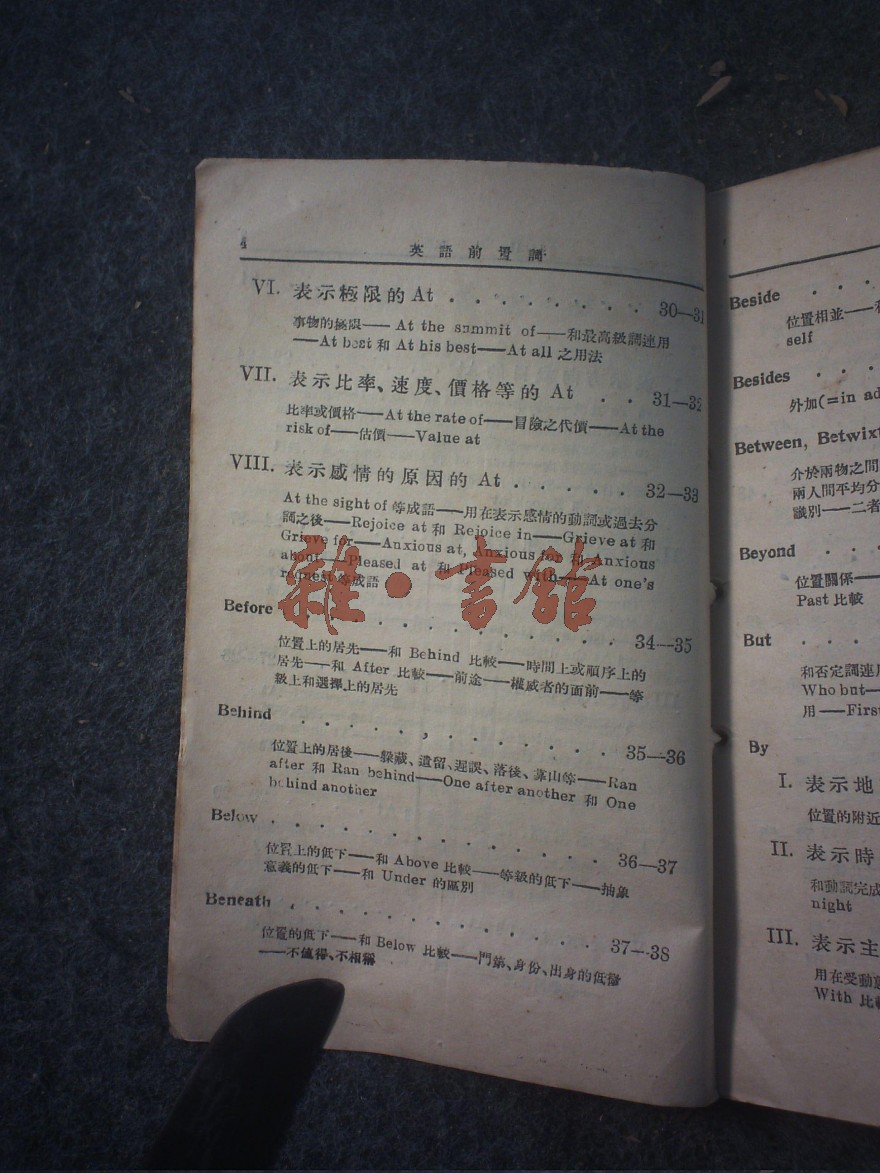 4 英語前置詞
VI. 表示極限的 At . . . . . . . . . 30—31
事物的極限—— At the summit of——和最高級詞連用
——At best 和 At his best——At all 之用法
VII. 表示比率、速度、價格等的 At . . 31—32
比率或價格——At the rate of——冒險之代價——At the
risk of——估價——Value at
VIII. 表示感情的原因的 At . . . . . 32—33
At the sight of 等成語——用在表示感情的動詞或過去分
詞之後——Rejoice at 和 Rejoice in——Grieve at 和
Grieve for——Anxious at, Anxious for 和 Anxious
about——Pleased at 和 Pleased with——At one's
request 等成語
雜·書館
Before . . . . . . . . . . 34—35
位置上的居先——和 Behind 比較——時間上或順序上的
居先——和 After 比較——前途——權威者的面前——等
級上和選擇上的居先
Behind . . . . . . . . . . . 35—36
位置上的居後——躱藏、遺留、遲誤、落後、靠山等——Ran
after 和 Ran behind——One after another 和 One
behind another
Below . . . . . . . . . . . 36—37
位置上的低下——和 Above 比較——等級的低下——抽象
意義的低下——和 Under 的區別
Beneath . . . . . . . . . . 37—38
位置的低下——和 Below 比較——門第、身份、出身的低微
——不值得、不相稱
Beside . . .
位置相並——
self
Besides . . . .
外加(=in ad
Between, Betwixt
介於兩物之間
兩人間平均分
識別——二者
Beyond . . .
位置關係——
Past 比較
But . . . .
和否定詞連用
Who but——
用——First
By
I. 表示地
位置的附近
II. 表示時
和動詞完成
night
III. 表示主
用在受動意
With 比較